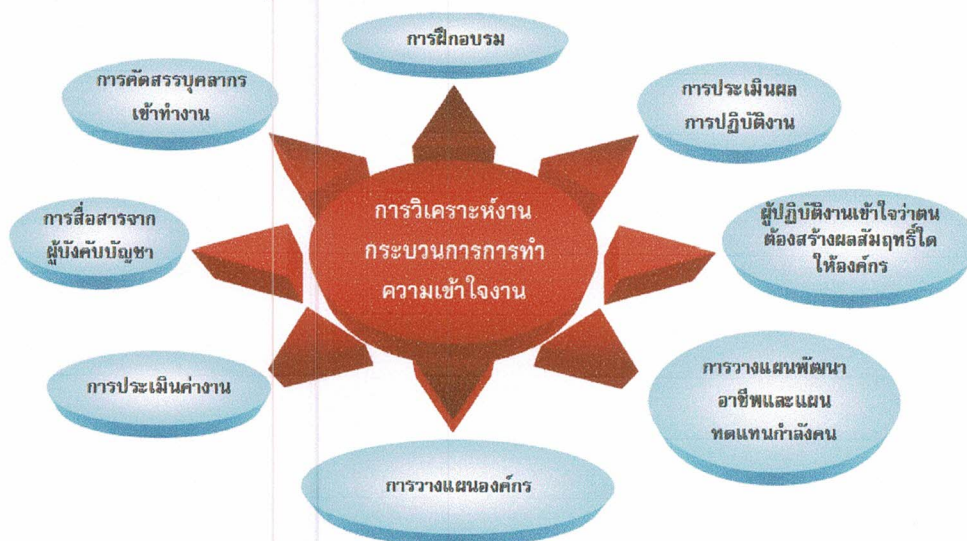 การฝึกอบรม
การคัดสรรบุคลากร
เข้าทำงาน
การประเมินผล
การปฏิบัติงาน
การสื่อสารจาก
ผู้บังคับบัญชา
การวิเคราะห์งาน
กระบวนการการทำ
ความเข้าใจงาน
ผู้ปฏิบัติงานเข้าใจว่าตน
ต้องสร้างผลสัมฤทธิ์ใด
ให้องค์กร
การประเมินค่างาน
การวางแผนพัฒนา
อาชีพและแผน
ทดแทนกำลังคน
การวางแผนองค์กร